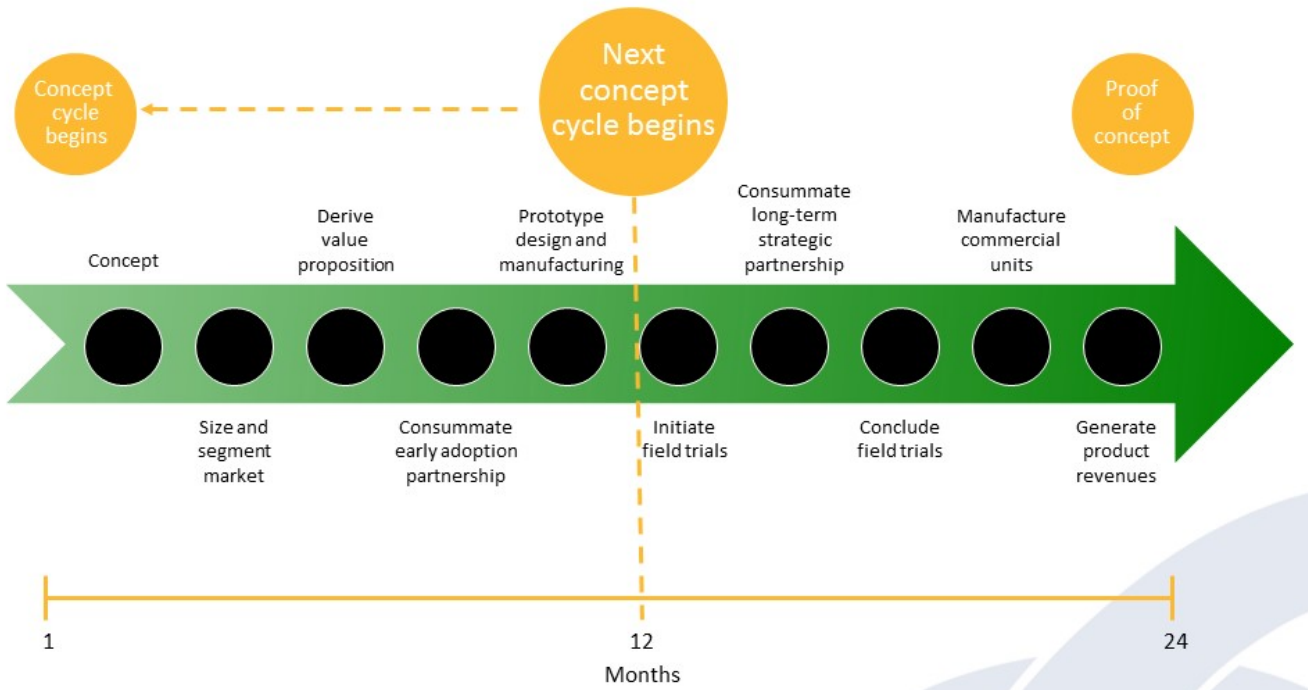 Concept
cycle
begins
Next
concept
cycle begins
Proof
of
concept
Concept
Derive
value
proposition
Prototype
design and
manufacturing
Consummate
long-term
strategic
partnership
Manufacture
commercial
units
Size and
segment
market
Consummate
early adoption
partnership
Initiate
field trials
Conclude
field trials
Generate
product
revenues
1
12
24
Months